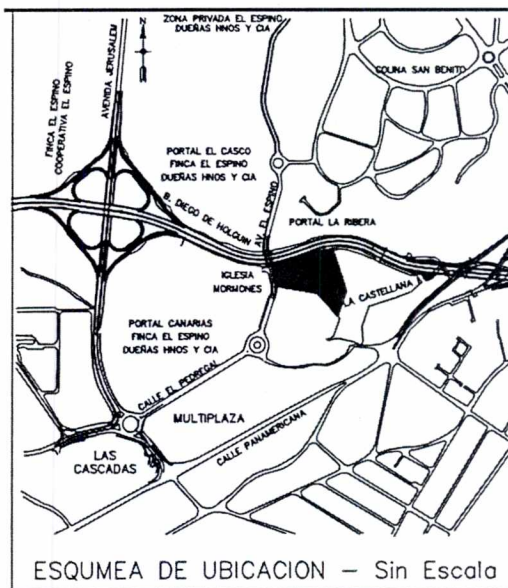 ZONA PRIVADA EL ESPINO
DUEÑAS HNOS Y CIA
N
COLINA SAN BENITO
AVENIDA JERUSALEM
FINCA EL ESPINO
COOPERATIVA EL ESPINO
PORTAL EL CASCO
FINCA EL ESPINO
DUEÑAS HNOS Y CIA
B. DIEGO DE HOLGUIN
AV. EL ESPINO
PORTAL LA RIBERA
IGLESIA
MORMONES
LA CASTELLANA
PORTAL CANARIAS
FINCA EL ESPINO
DUEÑAS HNOS Y CIA
CALLE EL PEDREGAL
MULTIPLAZA
CALLE PANAMERICANA
LAS
CASCADAS
ESQUMEA DE UBICACION – Sin Escala